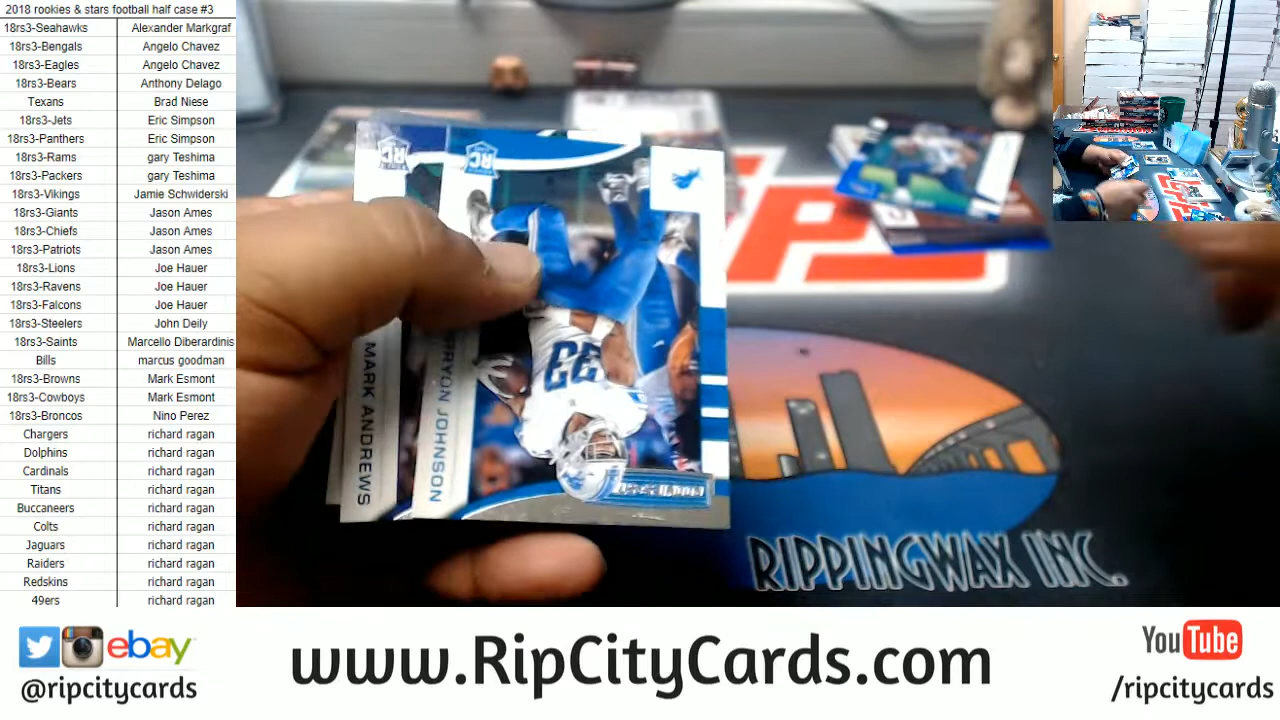 2018 rookies & stars football half case #3
18rs3-Seahawks Alexander Markgraf
18rs3-Bengals Angelo Chavez
18rs3-Eagles Angelo Chavez
18rs3-Bears Anthony Delago
Texans Brad Niese
18rs3-Jets Eric Simpson
18rs3-Panthers Eric Simpson
18rs3-Rams gary Teshima
18rs3-Packers gary Teshima
18rs3-Vikings Jamie Schwiderski
18rs3-Giants Jason Ames
18rs3-Chiefs Jason Ames
18rs3-Patriots Jason Ames
18rs3-Lions Joe Hauer
18rs3-Ravens Joe Hauer
18rs3-Falcons Joe Hauer
18rs3-Steelers John Deily
18rs3-Saints Marcello Diberardinis
Bills marcus goodman
18rs3-Browns Mark Esmont
18rs3-Cowboys Mark Esmont
18rs3-Broncos Nino Perez
Chargers richard ragan
Dolphins richard ragan
Cardinals richard ragan
Titans richard ragan
Buccaneers richard ragan
Colts richard ragan
Jaguars richard ragan
Raiders richard ragan
Redskins richard ragan
49ers richard ragan
RC
RC
MARK ANDREWS
JOHNSON
33
RIPPINGWAX INC.
ebay
@ripcitycards
www.RipCityCards.com
YouTube
/ripcitycards